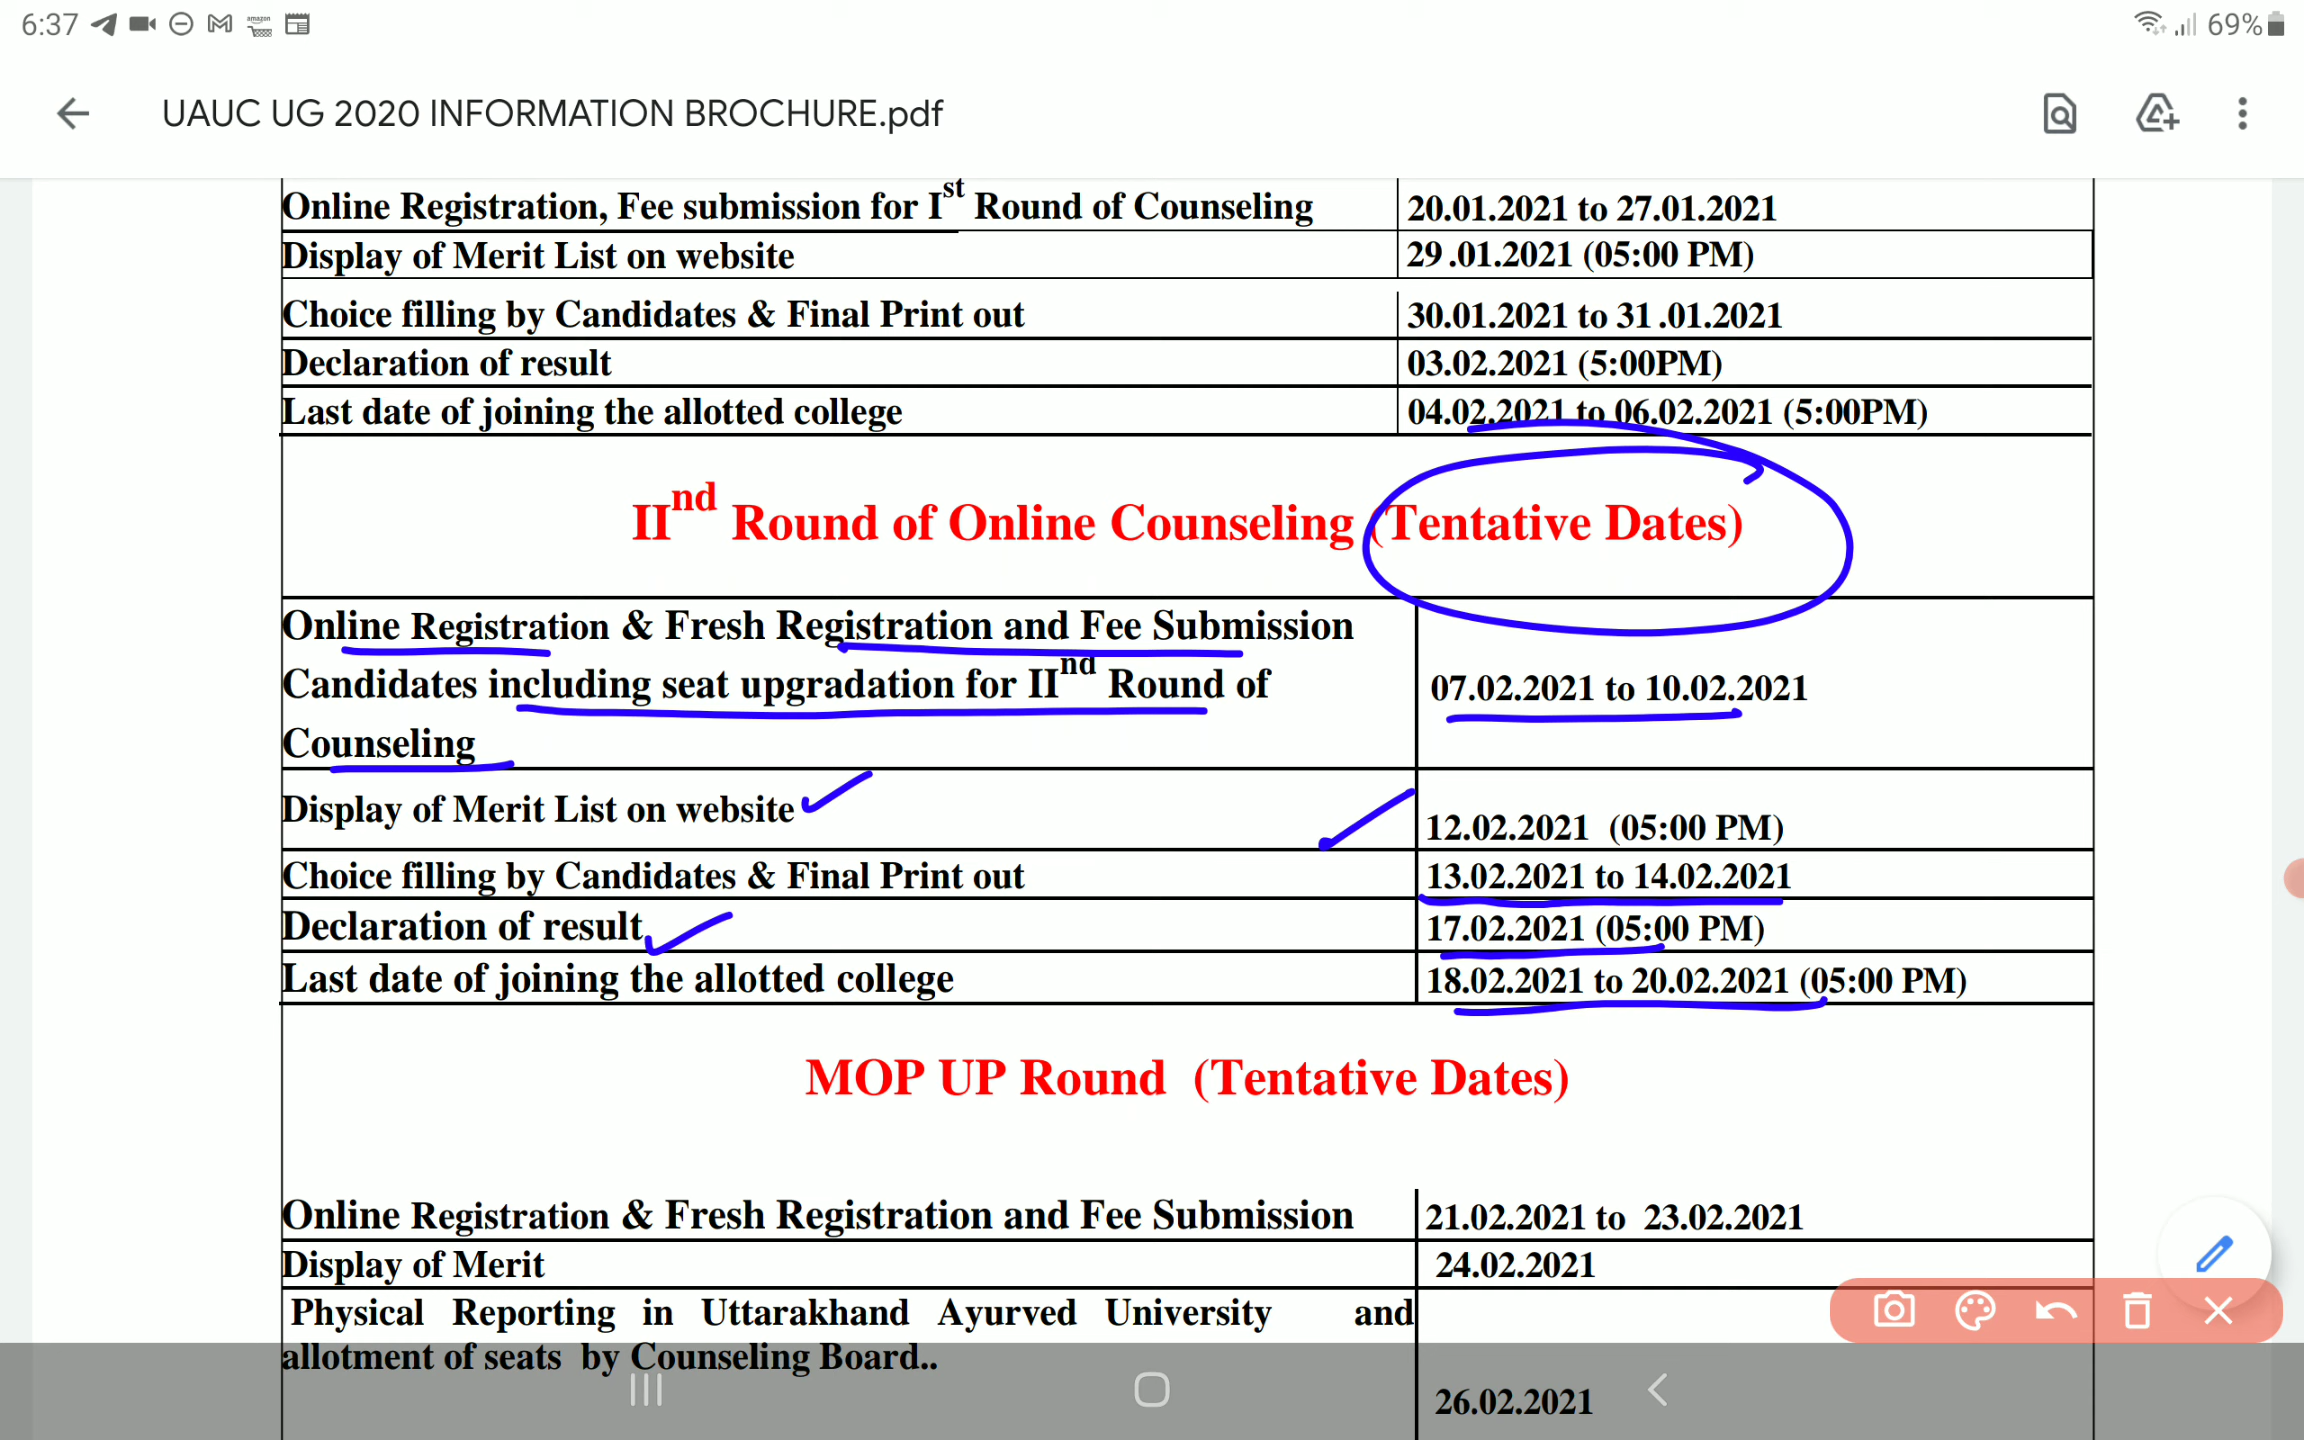 6:37
69%
UAUC UG 2020 INFORMATION BROCHURE.pdf
Online Registration, Fee submission for Ist Round of Counseling 20.01.2021 to 27.01.2021
Display of Merit List on website 29.01.2021 (05:00 PM)
Choice filling by Candidates & Final Print out 30.01.2021 to 31.01.2021
Declaration of result 03.02.2021 (5:00PM)
Last date of joining the allotted college 04.02.2021 to 06.02.2021 (5:00PM)
IInd Round of Online Counseling (Tentative Dates)
Online Registration & Fresh Registration and Fee Submission
Candidates including seat upgradation for IInd Round of 07.02.2021 to 10.02.2021
Counseling
Display of Merit List on website 12.02.2021 (05:00 PM)
Choice filling by Candidates & Final Print out 13.02.2021 to 14.02.2021
Declaration of result 17.02.2021 (05:00 PM)
Last date of joining the allotted college 18.02.2021 to 20.02.2021 (05:00 PM)
MOP UP Round (Tentative Dates)
Online Registration & Fresh Registration and Fee Submission 21.02.2021 to 23.02.2021
Display of Merit 24.02.2021
Physical Reporting in Uttarakhand Ayurved University and
allotment of seats by Counseling Board..
26.02.2021